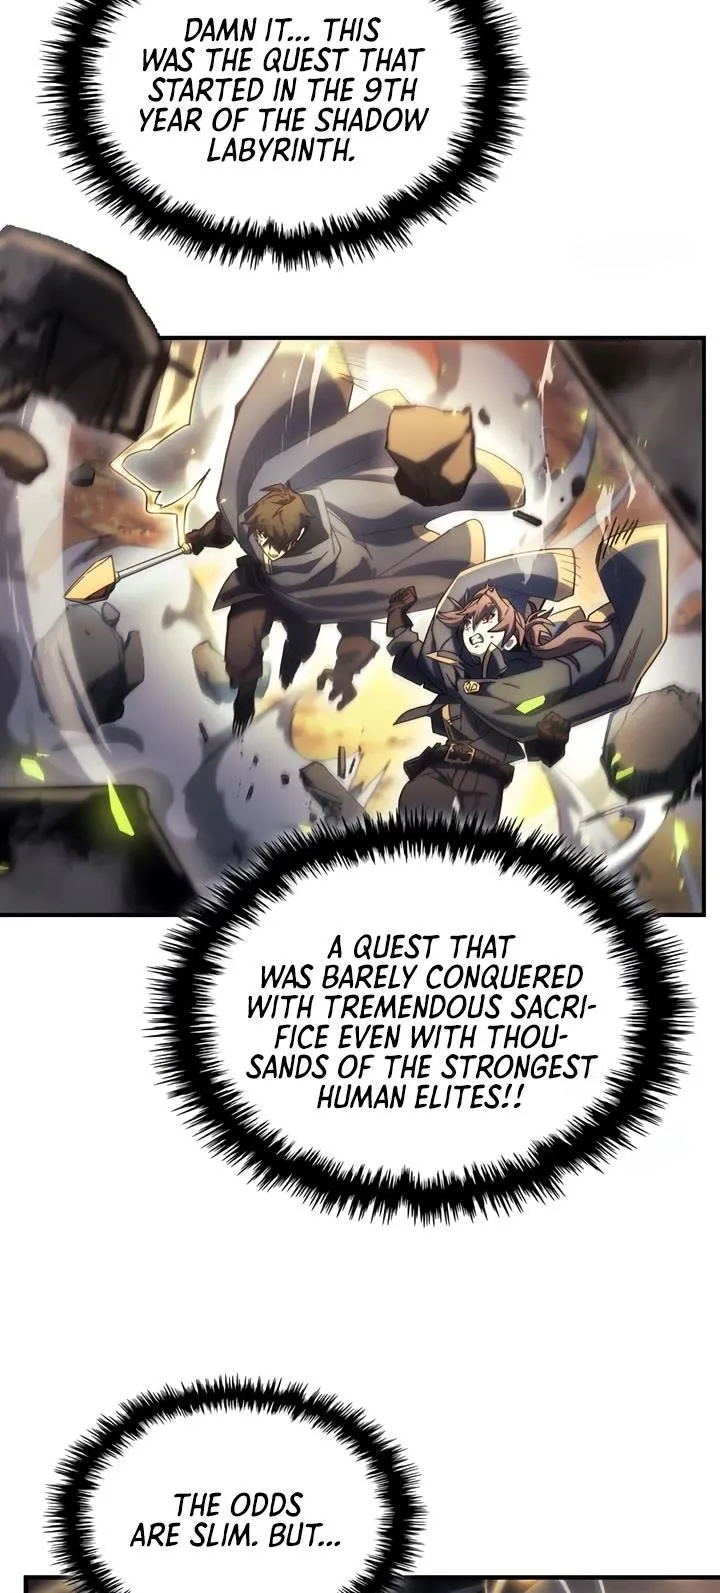 DAMN IT... THIS
WAS THE QUEST THAT
STARTED IN THE 9TH
YEAR OF THE SHADOW
LABYRINTH.
A QUEST THAT
WAS BARELY CONQUERED
WITH TREMENDOUS SACRI-
FICE EVEN WITH THOU-
SANDS OF THE STRONGEST
HUMAN ELITES!!
THE ODDS
ARE SLIM. BUT...